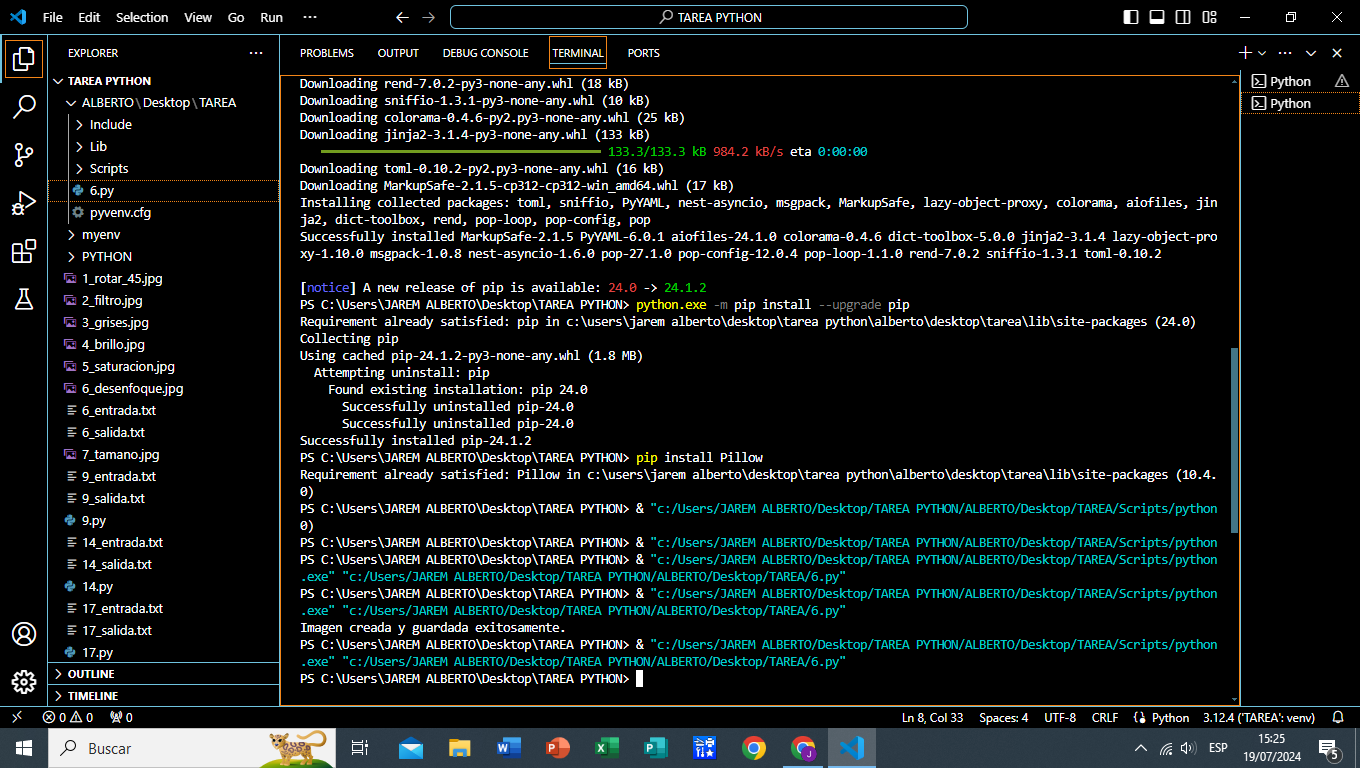 File Edit Selection View Go Run ··· TAREA PYTHON
EXPLORER ···
TAREA PYTHON
ALBERTO\Desktop\TAREA
Include
Lib
Scripts
6.py
pyvenv.cfg
myenv
PYTHON
1_rotar_45.jpg
2_filtro.jpg
3_grises.jpg
4_brillo.jpg
5_saturacion.jpg
6_desenfoque.jpg
6_entrada.txt
6_salida.txt
7_tamano.jpg
9_entrada.txt
9_salida.txt
9.py
14_entrada.txt
14_salida.txt
14.py
17_entrada.txt
17_salida.txt
17.py
OUTLINE
TIMELINE
PROBLEMS OUTPUT DEBUG CONSOLE TERMINAL PORTS
Downloading rend-7.0.2-py3-none-any.whl (18 kB)
Downloading sniffio-1.3.1-py3-none-any.whl (10 kB)
Downloading colorama-0.4.6-py2.py3-none-any.whl (25 kB)
Downloading jinja2-3.1.4-py3-none-any.whl (133 kB)
133.3/133.3 kB 984.2 kB/s eta 0:00:00
Downloading toml-0.10.2-py2.py3-none-any.whl (16 kB)
Downloading MarkupSafe-2.1.5-cp312-cp312-win_amd64.whl (17 kB)
Installing collected packages: toml, sniffio, PyYAML, nest-asyncio, msgpack, MarkupSafe, lazy-object-proxy, colorama, aiofiles, jin
ja2, dict-toolbox, rend, pop-loop, pop-config, pop
Successfully installed MarkupSafe-2.1.5 PyYAML-6.0.1 aiofiles-24.1.0 colorama-0.4.6 dict-toolbox-5.0.0 jinja2-3.1.4 lazy-object-pro
xy-1.10.0 msgpack-1.0.8 nest-asyncio-1.6.0 pop-27.1.0 pop-config-12.0.4 pop-loop-1.1.0 rend-7.0.2 sniffio-1.3.1 toml-0.10.2
[notice] A new release of pip is available: 24.0 -> 24.1.2
PS C:\Users\JAREM ALBERTO\Desktop\TAREA PYTHON> python.exe -m pip install --upgrade pip
Requirement already satisfied: pip in c:\users\jarem alberto\desktop\tarea python\alberto\desktop\tarea\lib\site-packages (24.0)
Collecting pip
Using cached pip-24.1.2-py3-none-any.whl (1.8 MB)
Attempting uninstall: pip
Found existing installation: pip 24.0
Successfully uninstalled pip-24.0
Successfully uninstalled pip-24.0
Successfully installed pip-24.1.2
PS C:\Users\JAREM ALBERTO\Desktop\TAREA PYTHON> pip install Pillow
Requirement already satisfied: Pillow in c:\users\jarem alberto\desktop\tarea python\alberto\desktop\tarea\lib\site-packages (10.4.
0)
PS C:\Users\JAREM ALBERTO\Desktop\TAREA PYTHON> & "c:/Users/JAREM ALBERTO/Desktop/TAREA PYTHON/ALBERTO/Desktop/TAREA/Scripts/python
0)
PS C:\Users\JAREM ALBERTO\Desktop\TAREA PYTHON> & "c:/Users/JAREM ALBERTO/Desktop/TAREA PYTHON/ALBERTO/Desktop/TAREA/Scripts/python
PS C:\Users\JAREM ALBERTO\Desktop\TAREA PYTHON> & "c:/Users/JAREM ALBERTO/Desktop/TAREA PYTHON/ALBERTO/Desktop/TAREA/Scripts/python
.exe" "c:/Users/JAREM ALBERTO/Desktop/TAREA PYTHON/ALBERTO/Desktop/TAREA/6.py"
PS C:\Users\JAREM ALBERTO\Desktop\TAREA PYTHON> & "c:/Users/JAREM ALBERTO/Desktop/TAREA PYTHON/ALBERTO/Desktop/TAREA/Scripts/python
.exe" "c:/Users/JAREM ALBERTO/Desktop/TAREA PYTHON/ALBERTO/Desktop/TAREA/6.py"
Imagen creada y guardada exitosamente.
PS C:\Users\JAREM ALBERTO\Desktop\TAREA PYTHON> & "c:/Users/JAREM ALBERTO/Desktop/TAREA PYTHON/ALBERTO/Desktop/TAREA/Scripts/python
.exe" "c:/Users/JAREM ALBERTO/Desktop/TAREA PYTHON/ALBERTO/Desktop/TAREA/6.py"
PS C:\Users\JAREM ALBERTO\Desktop\TAREA PYTHON>
Python
Python
0 0 0 Ln 8, Col 33 Spaces: 4 UTF-8 CRLF Python 3.12.4 ('TAREA': venv)
Buscar
ESP
15:25
19/07/2024
5